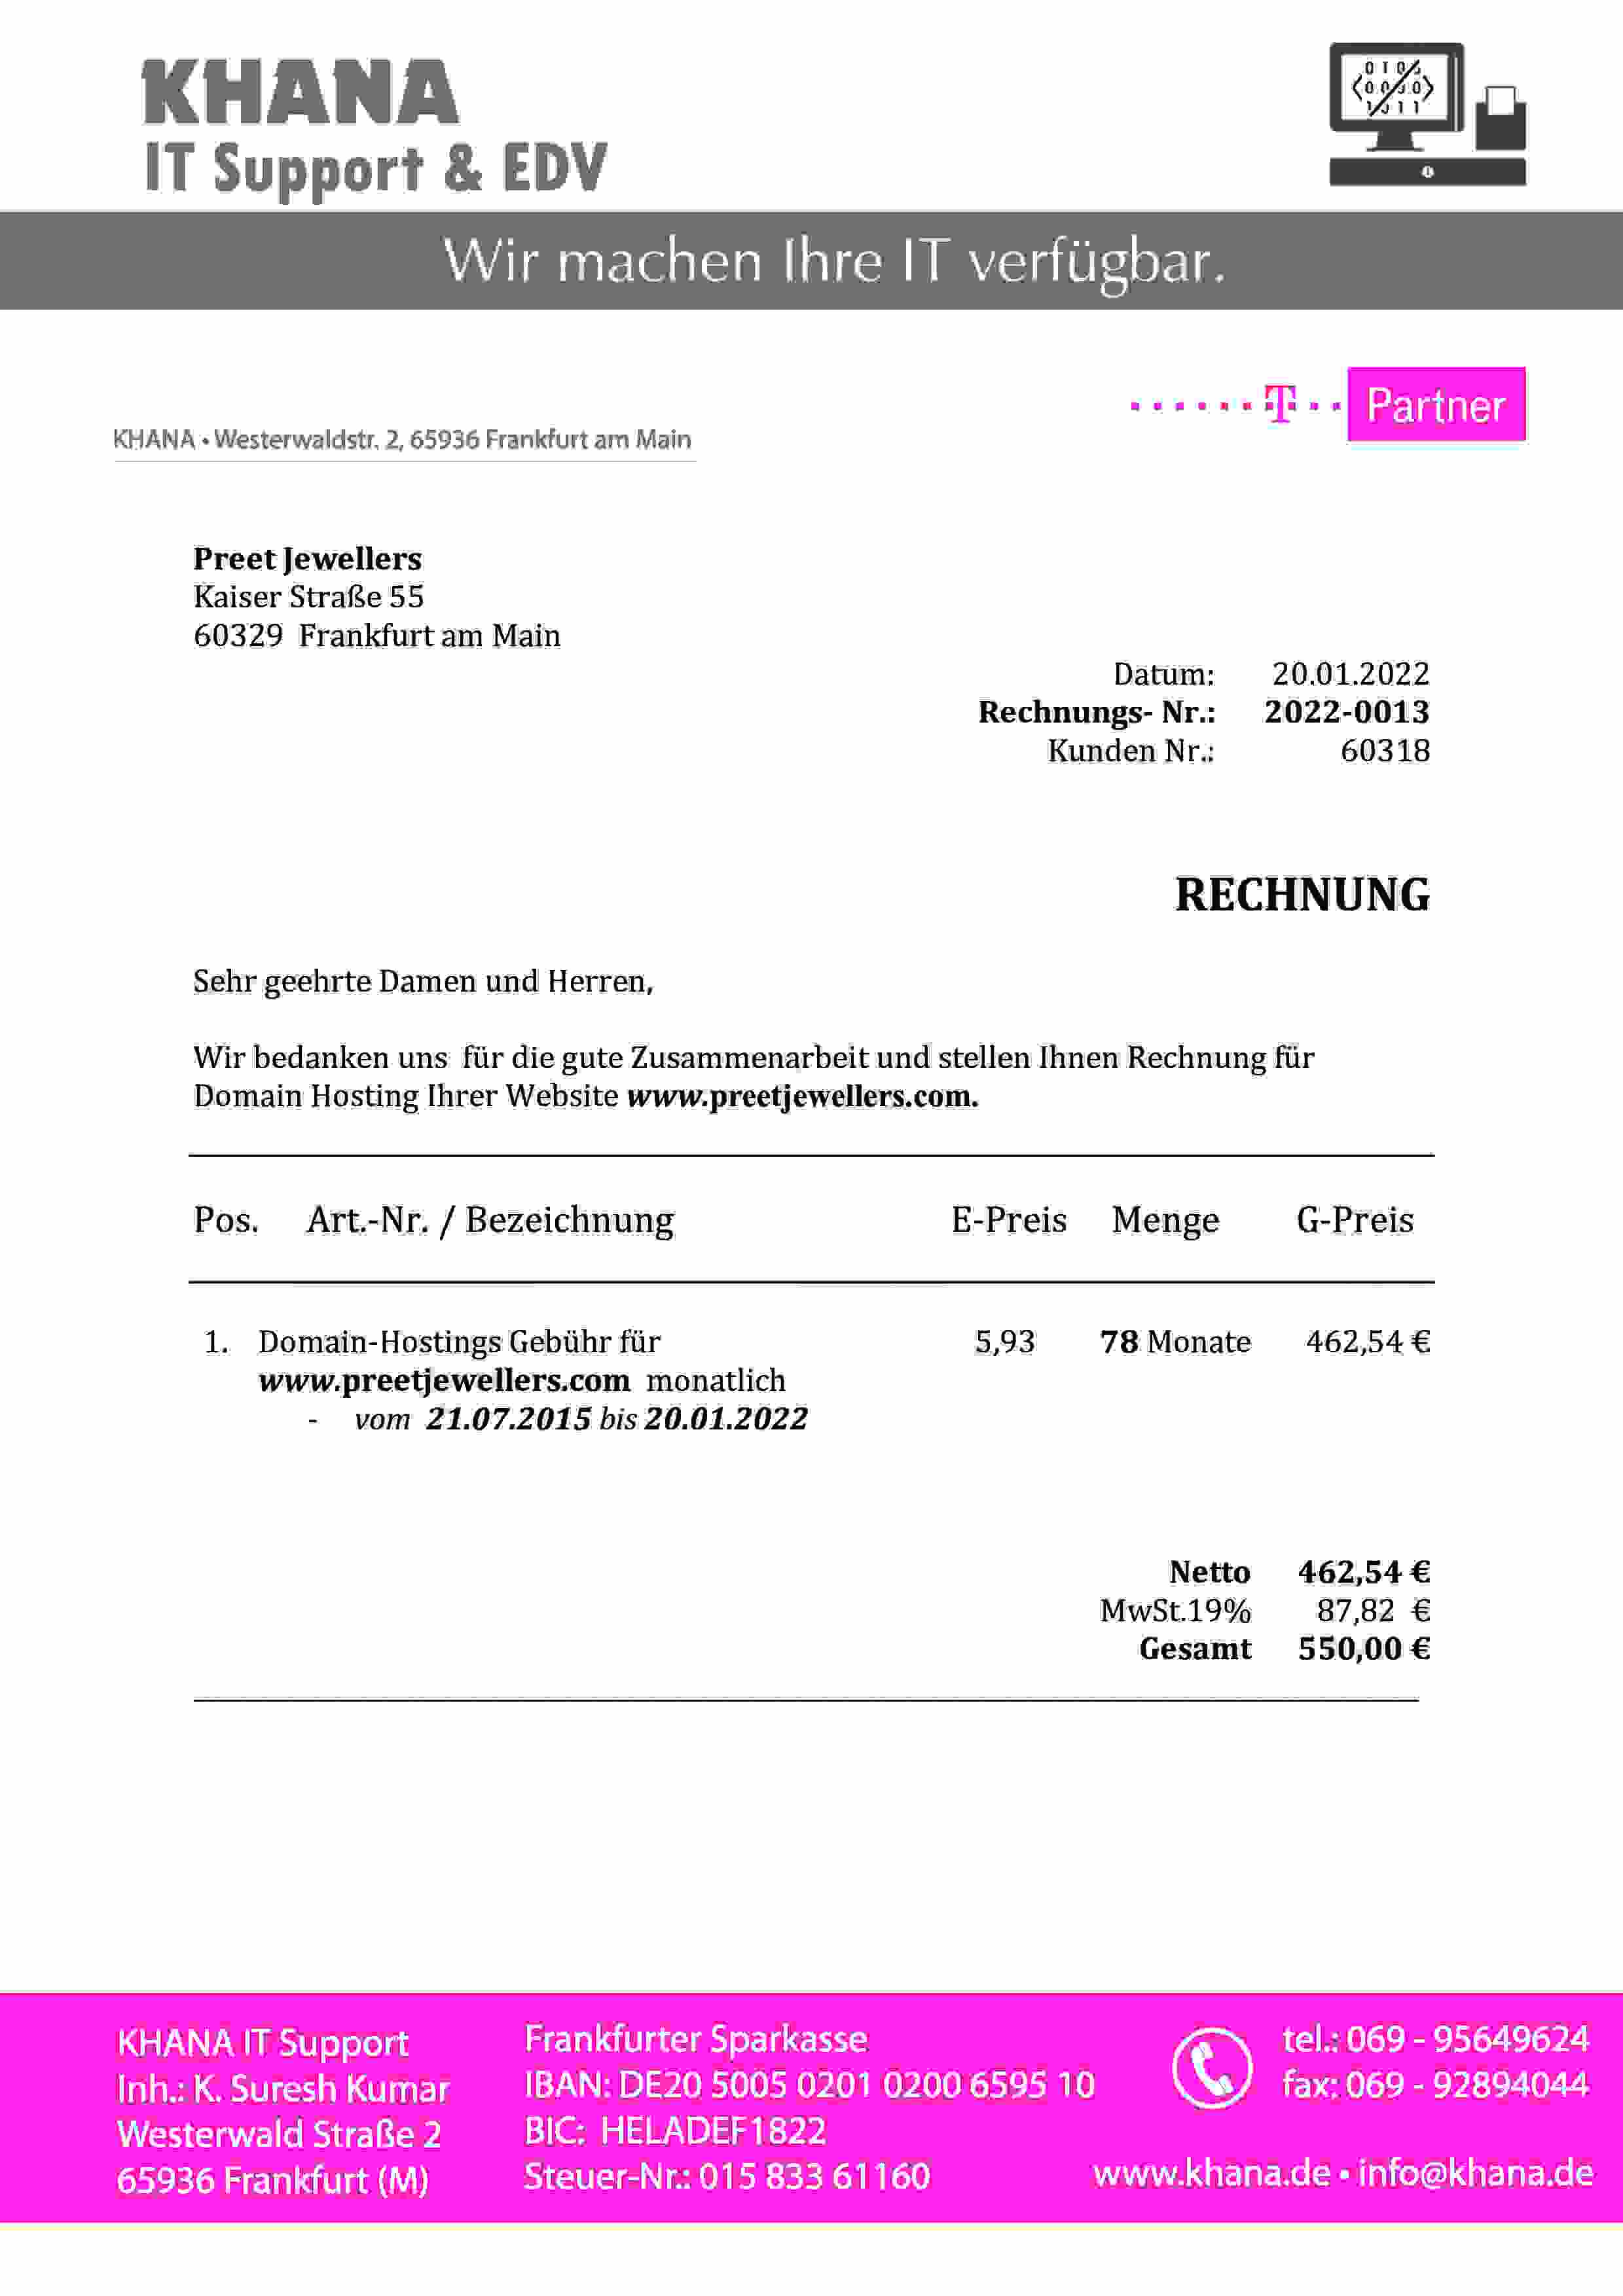 KHANA
IT Support & EDV
Wir machen Ihre IT verfügbar.
T Partner
KHANA • Westerwaldstr. 2, 65936 Frankfurt am Main
Preet Jewellers
Kaiser Straße 55
60329 Frankfurt am Main
Datum: 20.01.2022
Rechnungs- Nr.: 2022-0013
Kunden Nr.: 60318
RECHNUNG
Sehr geehrte Damen und Herren,
Wir bedanken uns für die gute Zusammenarbeit und stellen Ihnen Rechnung für
Domain Hosting Ihrer Website www.preetjewellers.com.
Pos. Art.-Nr. / Bezeichnung E-Preis Menge G-Preis
1. Domain-Hostings Gebühr für 5,93 78 Monate 462,54 €
www.preetjewellers.com monatlich
- vom 21.07.2015 bis 20.01.2022
Netto 462,54 €
MwSt.19% 87,82 €
Gesamt 550,00 €
KHANA IT Support
Inh.: K. Suresh Kumar
Westerwald Straße 2
65936 Frankfurt (M)
Frankfurter Sparkasse
IBAN: DE20 5005 0201 0200 6595 10
BIC: HELADEF1822
Steuer-Nr.: 015 833 61160
tel.: 069 - 95649624
fax: 069 - 92894044
www.khana.de • info@khana.de